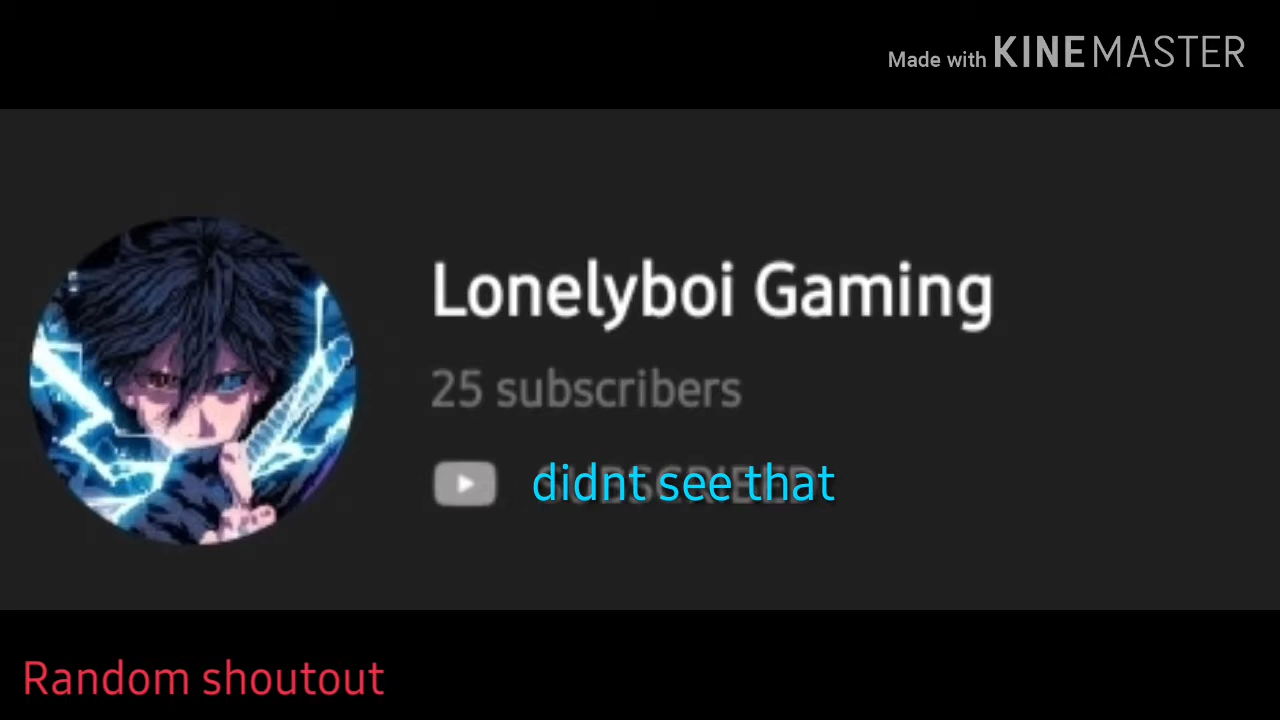 Made with KINEMASTER
Lonelyboi Gaming
25 subscribers
didnt see that
Random shoutout